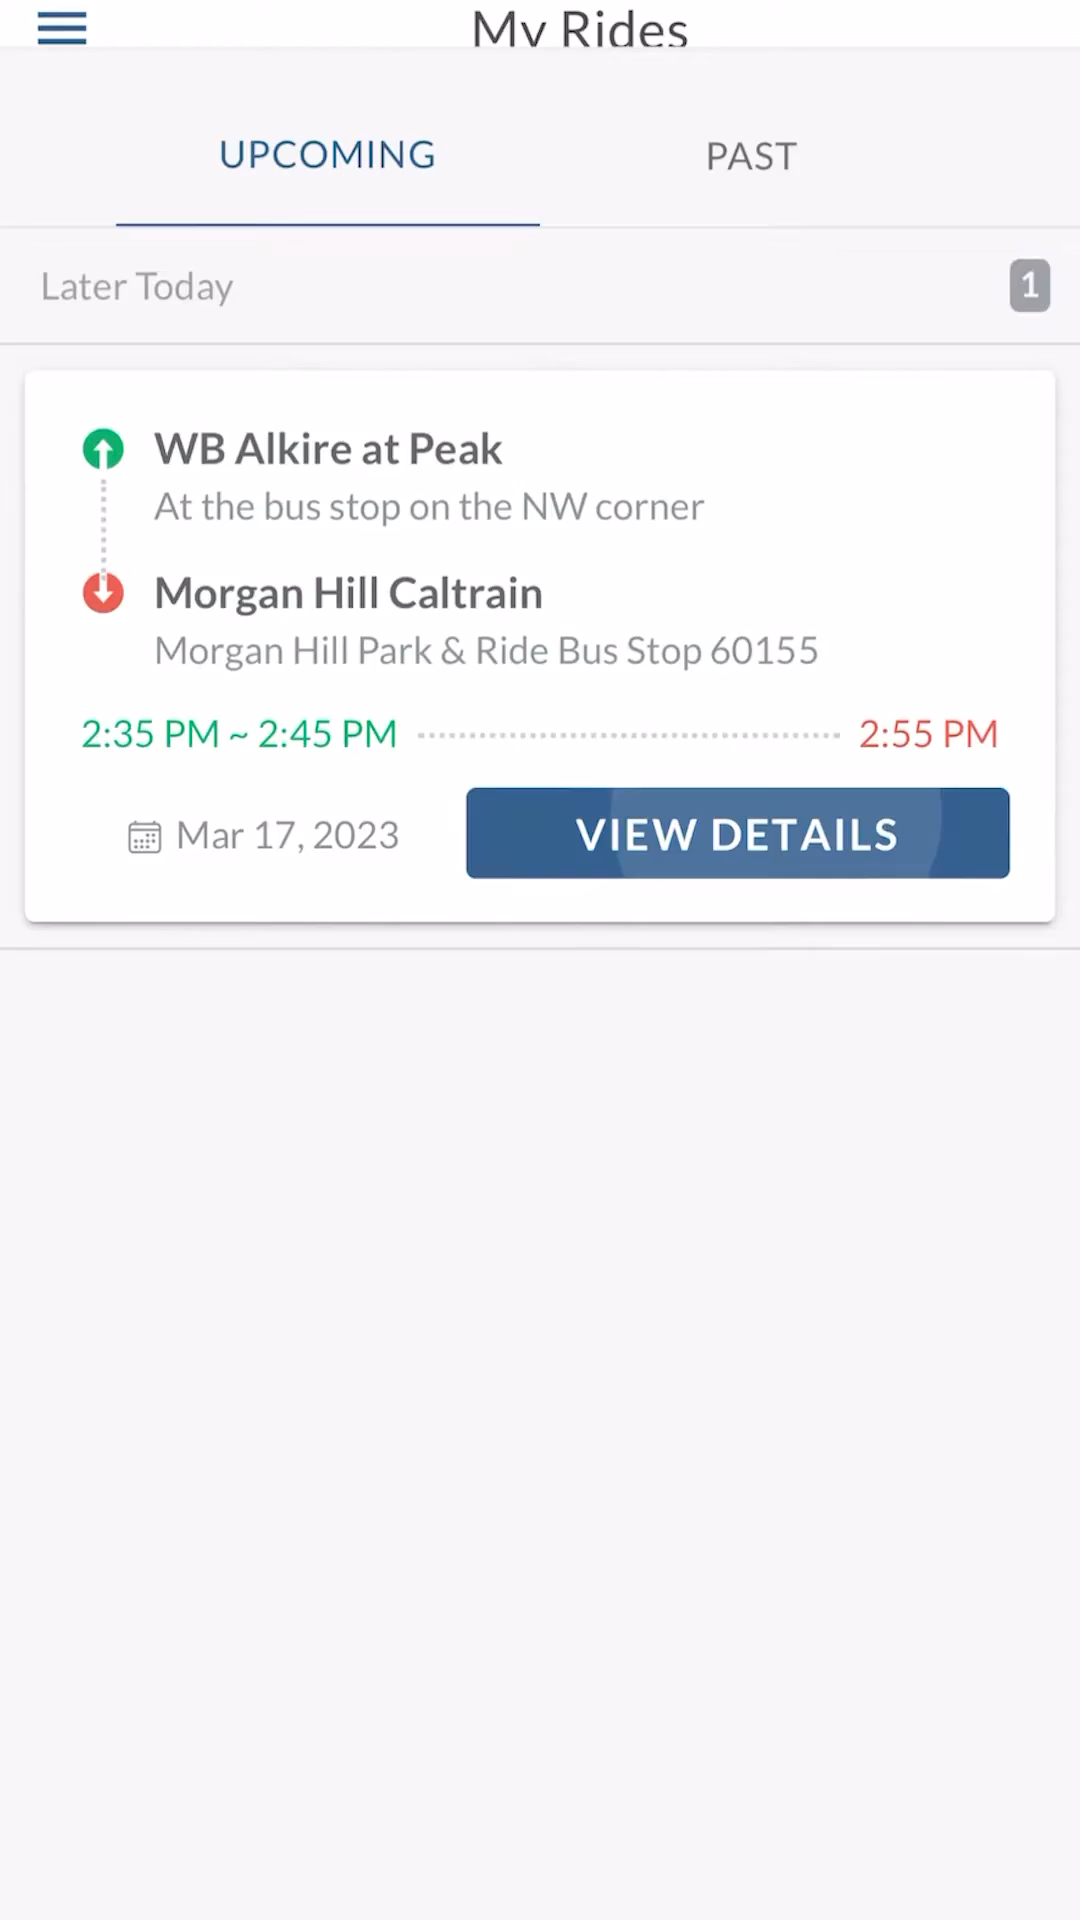 My Rides
UPCOMING
PAST
Later Today
1
WB Alkire at Peak
At the bus stop on the NW corner
Morgan Hill Caltrain
Morgan Hill Park & Ride Bus Stop 60155
2:35 PM ~ 2:45 PM
2:55 PM
Mar 17, 2023
VIEW DETAILS